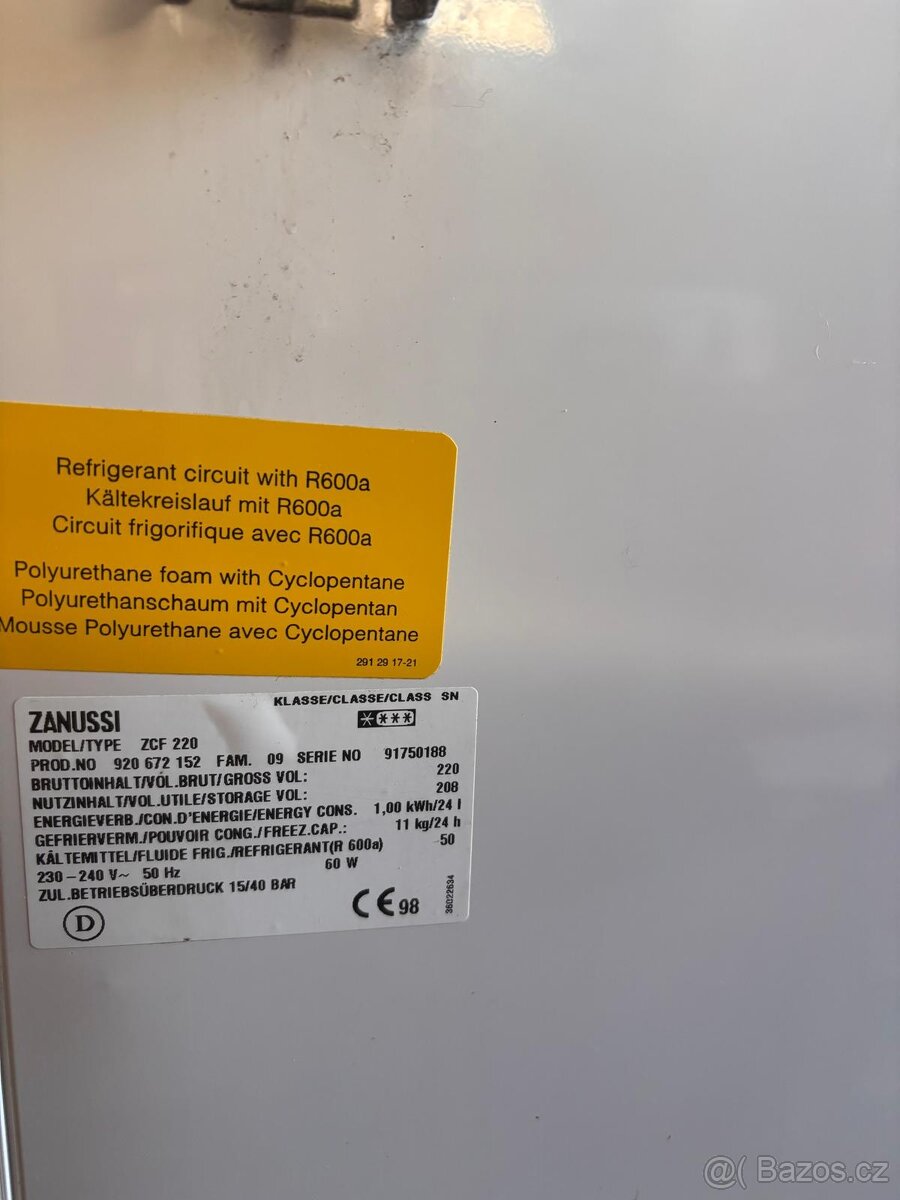 Refrigerant circuit with R600a
Kältekreislauf mit R600a
Circuit frigorifique avec R600a
Polyurethane foam with Cyclopentane
Polyurethanschaum mit Cyclopentan
Mousse Polyurethane avec Cyclopentane
291 29 17-21
KLASSE/CLASSE/CLASS SN
ZANUSSI
MODEL/TYPE ZCF 220
PROD.NO 920 672 152 FAM. 09 SERIE NO 91750188
BRUTTOINHALT/VÓL.BRUT/GROSS VOL: 220
NUTZINHALT/VOL.UTILE/STORAGE VOL: 208
ENERGIEVERB./CON.D'ENERGIE/ENERGY CONS. 1,00 kWh/24 l
GEFRIERVERM./POUVOIR CONG./FREEZ.CAP.: 11 kg/24 h
KÄLTEMITTEL/FLUIDE FRIG./REFRIGERANT(R 600a) 50
230-240 V~ 50 Hz 60 W
ZUL.BETRIEBSÜBERDRUCK 15/40 BAR
D
CE 98
36022634
@( Bazos.cz